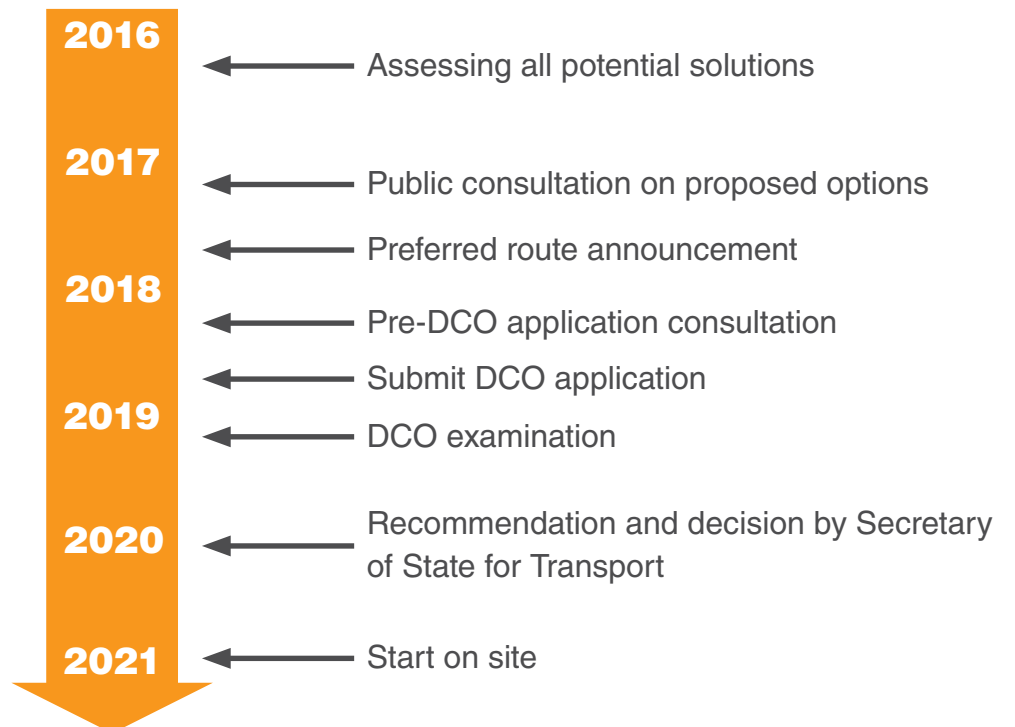 2016
Assessing all potential solutions
2017
Public consultation on proposed options
Preferred route announcement
2018
Pre-DCO application consultation
Submit DCO application
2019
DCO examination
2020
Recommendation and decision by Secretary
of State for Transport
2021
Start on site